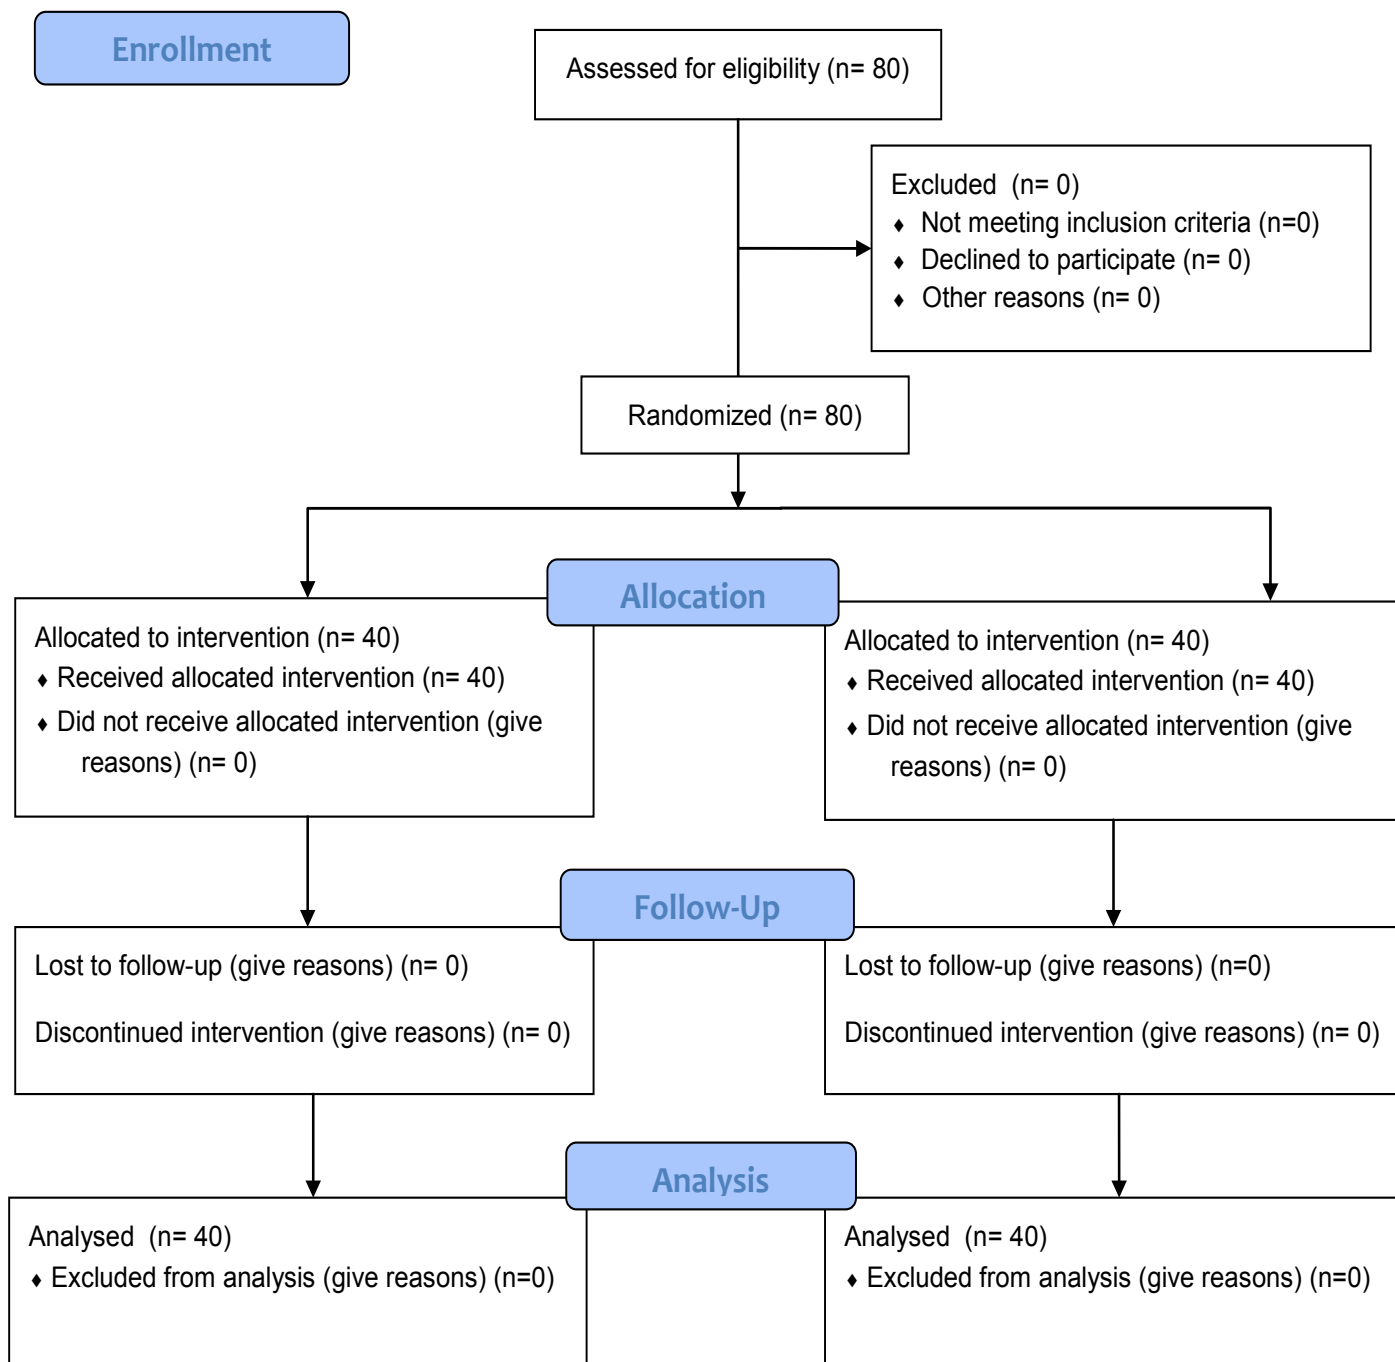 Enrollment
Assessed for eligibility (n= 80)
Excluded  (n= 0)
♦ Not meeting inclusion criteria (n=0)
♦ Declined to participate (n= 0)
♦ Other reasons (n= 0)
Randomized (n= 80)
Allocation
Allocated to intervention (n= 40)
♦ Received allocated intervention (n= 40)
♦ Did not receive allocated intervention (give
reasons) (n= 0)
Allocated to intervention (n= 40)
♦ Received allocated intervention (n= 40)
♦ Did not receive allocated intervention (give
reasons) (n= 0)
Follow-Up
Lost to follow-up (give reasons) (n= 0)
Discontinued intervention (give reasons) (n= 0)
Lost to follow-up (give reasons) (n=0)
Discontinued intervention (give reasons) (n= 0)
Analysis
Analysed  (n= 40)
♦ Excluded from analysis (give reasons) (n=0)
Analysed  (n= 40)
♦ Excluded from analysis (give reasons) (n=0)